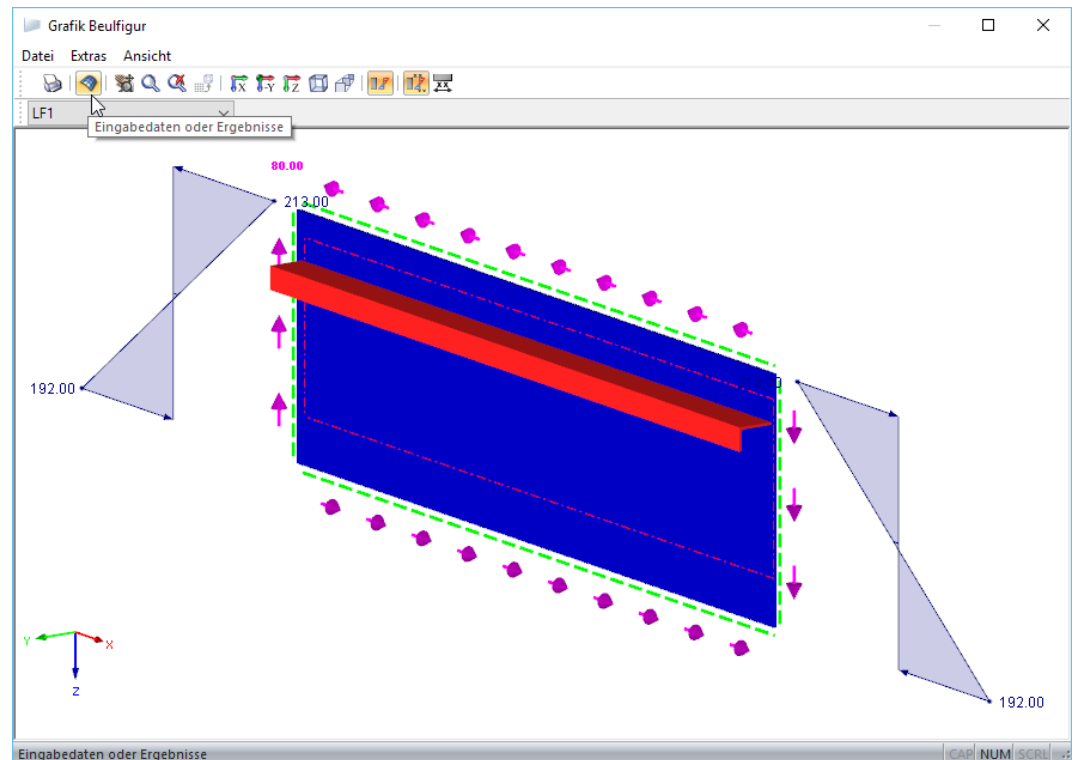 Grafik Beulfigur
Datei Extras Ansicht
X -Y Z xx
LF1
Eingabedaten oder Ergebnisse
80.00
213.00
192.00
192.00
Y X
Z
Eingabedaten oder Ergebnisse CAP NUM SCRL